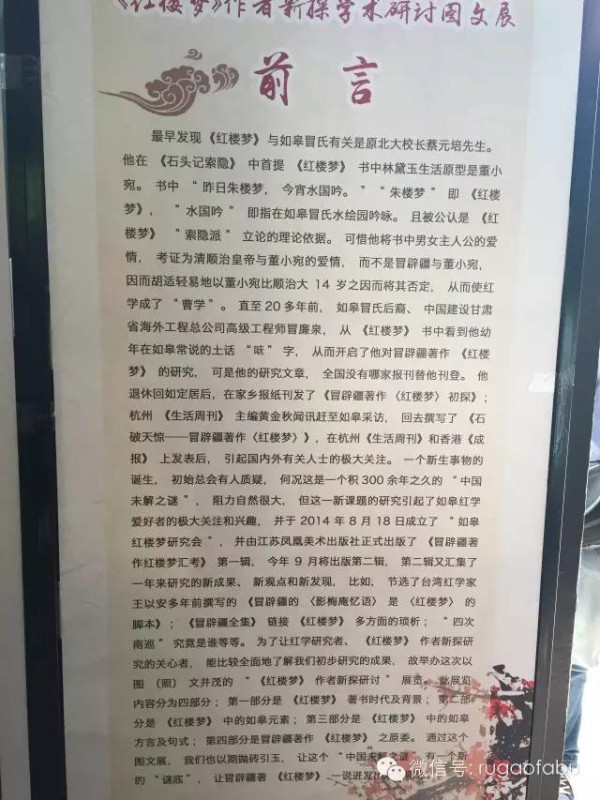 《红楼梦》作者新探学术研讨图文展
前言
最早发现《红楼梦》与如皋冒氏有关是原北大校长蔡元培先生。
他在《石头记索隐》中首提《红楼梦》书中林黛玉生活原型是董小
宛。书中“昨日朱楼梦，今宵水国吟。”“朱楼梦”即《红楼
梦》，“水国吟”即指在如皋冒氏水绘园吟咏。且被公认是《红
楼梦》“索隐派”立论的理论依据。可惜他将书中男女主人公的爱
情，考证为清顺治皇帝与董小宛的爱情，而不是冒辟疆与董小宛，
因而胡适轻易地以董小宛比顺治大 14 岁之因而将其否定，从而使红
学成了“曹学”。直至 20 多年前，如皋冒氏后裔、中国建设甘肃
省海外工程总公司高级工程师冒廉泉，从《红楼梦》书中看到他幼
年在如皋常说的土话“㖏”字，从而开启了他对冒辟疆著作《红楼
梦》的研究，可是他的研究文章，全国没有哪家报刊替他刊登。他
退休回如定居后，在家乡报纸刊发了《冒辟疆著作〈红楼梦〉初探》；
杭州《生活周刊》主编黄金秋闻讯赶至如皋采访，回去撰写了《石
破天惊——冒辟疆著作〈红楼梦〉》，在杭州《生活周刊》和香港《成
报》上发表后，引起国内外有关人士的极大关注。一个新生事物的
诞生，初始总会有人质疑，何况这是一个积 300 余年之久的“中国
未解之谜”，阻力自然很大，但这一新课题的研究引起了如皋红学
爱好者的极大关注和兴趣，并于 2014 年 8 月 18 日成立了“如皋
红楼梦研究会”，并由江苏凤凰美术出版社正式出版了《冒辟疆著
作红楼梦汇考》第一辑，今年 9 月将出版第二辑，第二辑又汇集了
一年来研究的新成果、新观点和新发现，比如，节选了台湾红学家
王以安多年前撰写的《冒辟疆的〈影梅庵忆语〉是〈红楼梦〉的
脚本》；《冒辟疆全集》链接《红楼梦》多方面的琐析；“四次
南巡”究竟是谁等等。为了让红学研究者、《红楼梦》作者新探研
究的关心者，能比较全面地了解我们初步研究的成果，故举办这次以
图（照）文并茂的“《红楼梦》作者新探研讨”展览。此展览
内容分为四部分；第一部分是《红楼梦》著书时代及背景；第二部
分是《红楼梦》中的如皋元素；第三部分是《红楼梦》中的如皋
方言及句式；第四部分是冒辟疆著作《红楼梦》之原委。通过这个
图文展，我们也以期抛砖引玉，让这个“中国未解之谜”有一个新
的“谜底”，让冒辟疆著《红楼梦》一说迸发出
微信号: rugaofabu